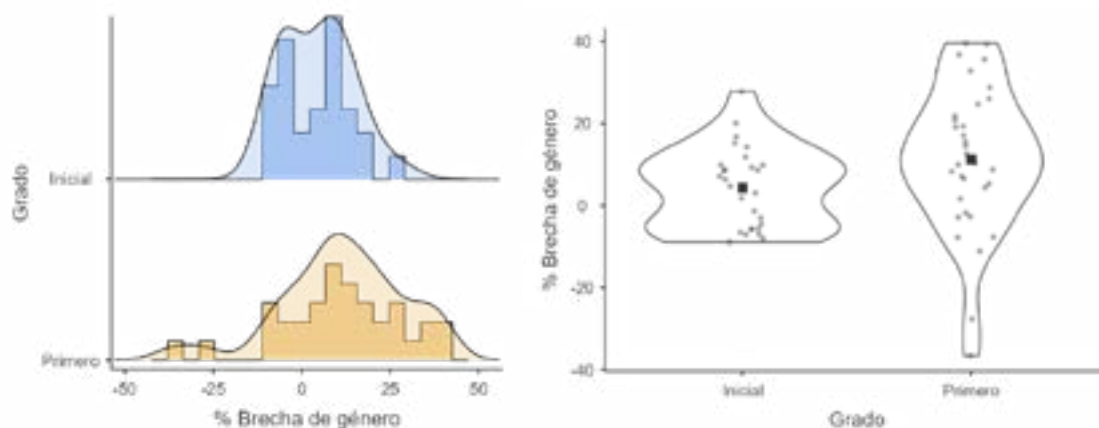 Grado
Inicial
Primero
-50 -25 0 25 50
% Brecha de género
% Brecha de género
40
20
0
-20
-40
Inicial Primero
Grado